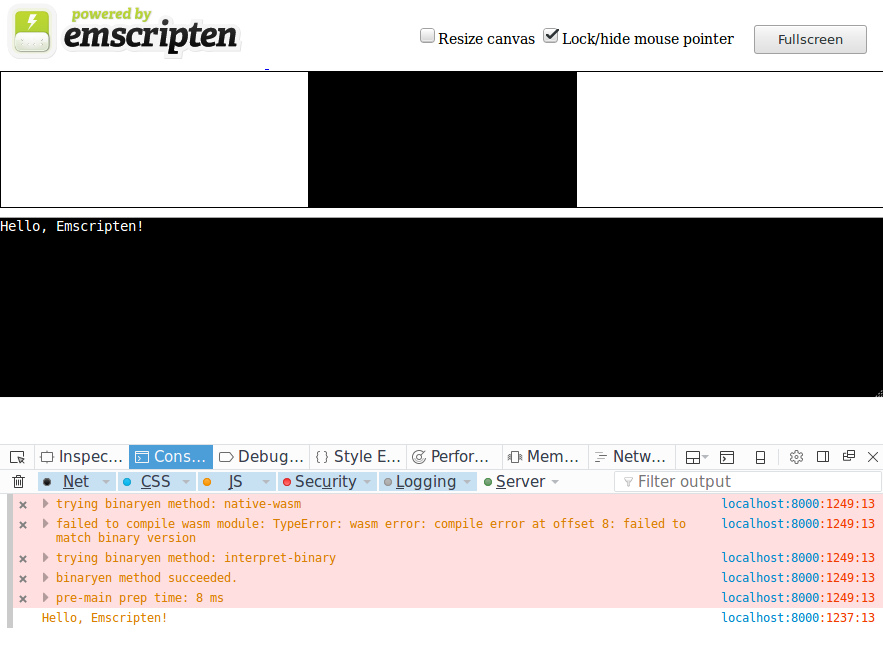 powered by
emscripten
Resize canvas Lock/hide mouse pointer Fullscreen
Hello, Emscripten!
Inspec... Cons... Debug... {} Style E... Perfor... Mem... Netw...
Net CSS JS Security Logging Server Filter output
trying binaryen method: native-wasm localhost:8000:1249:13
failed to compile wasm module: TypeError: wasm error: compile error at offset 8: failed to localhost:8000:1249:13
match binary version
trying binaryen method: interpret-binary localhost:8000:1249:13
binaryen method succeeded. localhost:8000:1249:13
pre-main prep time: 8 ms localhost:8000:1249:13
Hello, Emscripten! localhost:8000:1237:13